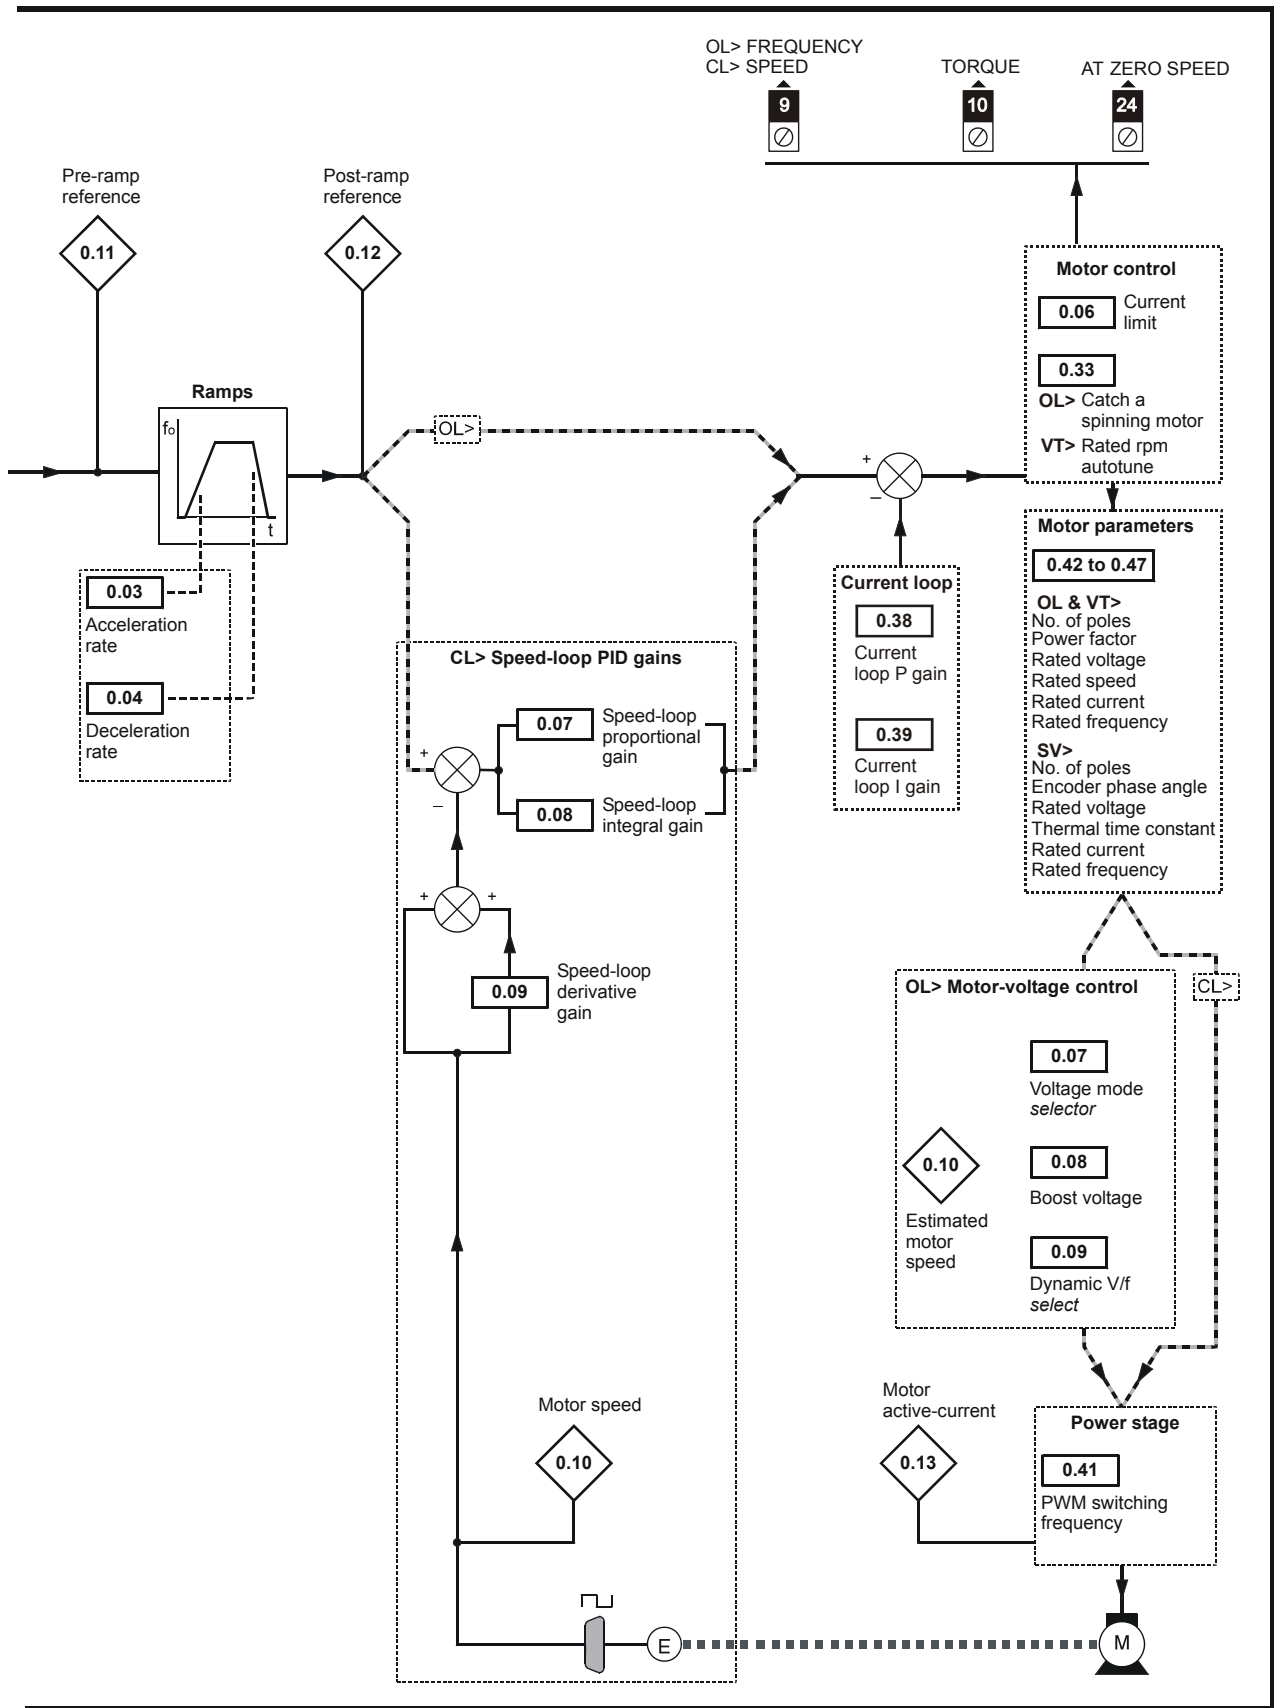 OL> FREQUENCY
CL> SPEED
TORQUE
AT ZERO SPEED
9
10
24
Pre-ramp
reference
0.11
Post-ramp
reference
0.12
Ramps
fo
t
0.03
Acceleration
rate
0.04
Deceleration
rate
OL>
+
–
Motor control
0.06
Current
limit
0.33
OL> Catch a
spinning motor
VT> Rated rpm
autotune
Current loop
0.38
Current
loop P gain
0.39
Current
loop I gain
Motor parameters
0.42 to 0.47
OL & VT>
No. of poles
Power factor
Rated voltage
Rated speed
Rated current
Rated frequency
SV>
No. of poles
Encoder phase angle
Rated voltage
Thermal time constant
Rated current
Rated frequency
CL> Speed-loop PID gains
+
–
0.07
Speed-loop
proportional
gain
0.08
Speed-loop
integral gain
+
+
0.09
Speed-loop
derivative
gain
OL> Motor-voltage control
CL>
0.07
Voltage mode
selector
0.10
Estimated
motor
speed
0.08
Boost voltage
0.09
Dynamic V/f
select
Motor speed
0.10
Motor
active-current
0.13
Power stage
0.41
PWM switching
frequency
E
M